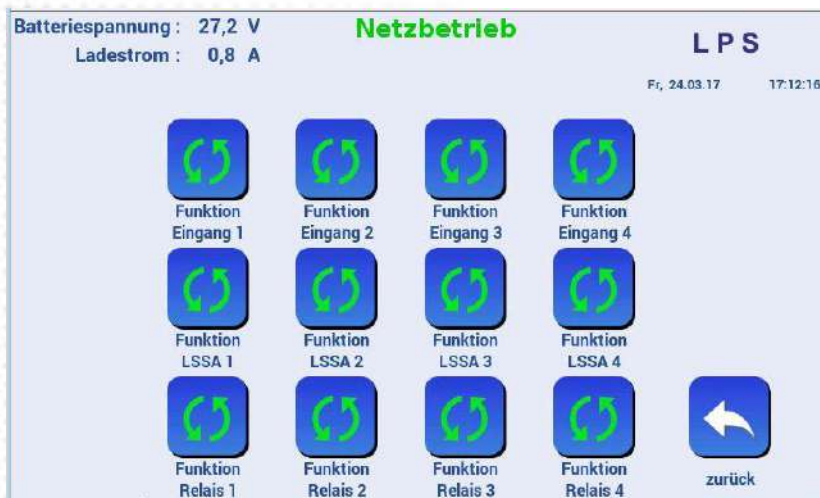 Batteriespannung : 27,2 V
Netzbetrieb
LPS
Ladestrom : 0,8 A
Fr, 24.03.17 17:12:16
Funktion Funktion Funktion Funktion
Eingang 1 Eingang 2 Eingang 3 Eingang 4
Funktion Funktion Funktion Funktion
LSSA 1 LSSA 2 LSSA 3 LSSA 4
Funktion Funktion Funktion Funktion
Relais 1 Relais 2 Relais 3 Relais 4
zurück